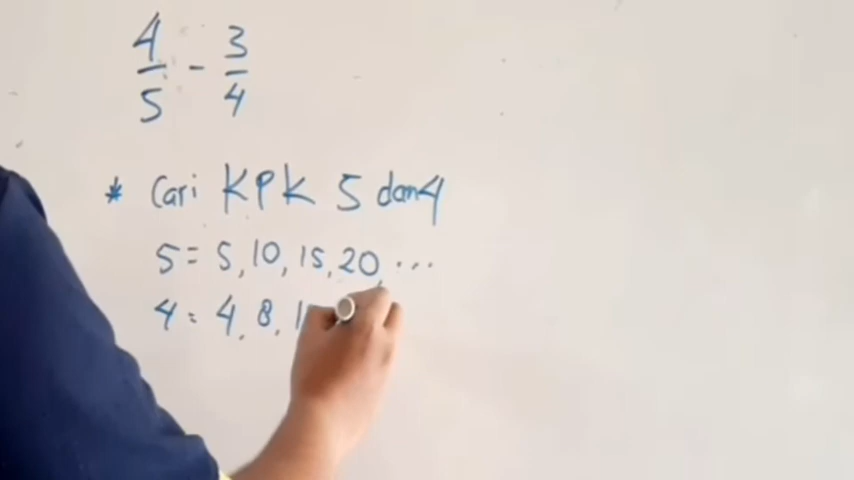 4/5 - 3/4
* Cari KPK 5 dan 4
5 = 5, 10, 15, 20, ...
4 = 4, 8, 1